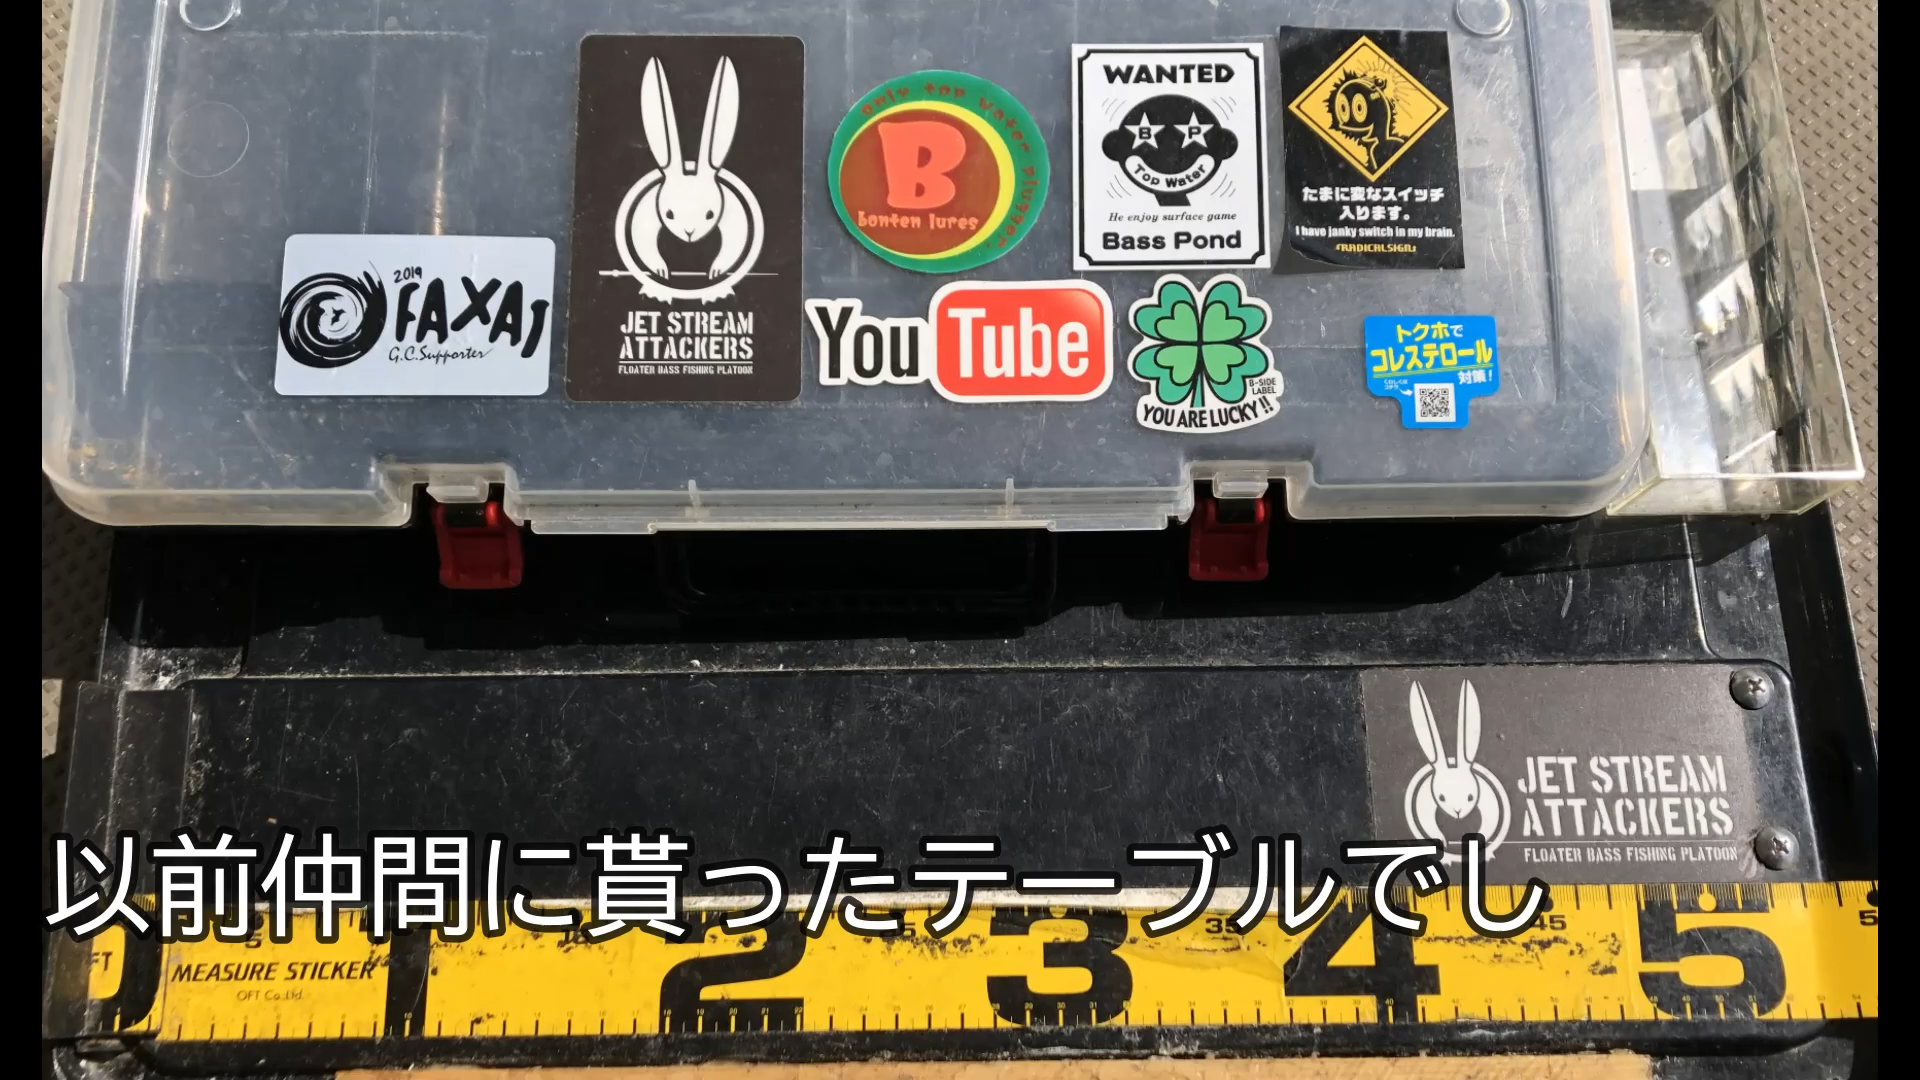 2019
FAXAI
G.C.Supporter
JET STREAM
ATTACKERS
FLOATER BASS FISHING PLATOON
only top water plugger
B
bonten lures
WANTED
B P
Top Water
He enjoy surface game
Bass Pond
たまに変なスイッチ
入ります。
I have janky switch in my brain.
RADICALSIGN
YouTube
B-SIDE
LABEL
YOU ARE LUCKY!!
トクホで
コレステロール
対策!
JET STREAM
ATTACKERS
FLOATER BASS FISHING PLATOON
以前仲間に貰ったテーブルでし
0 1 2 3 4 5
35 45
MEASURE STICKER
OFT Co.Ltd.